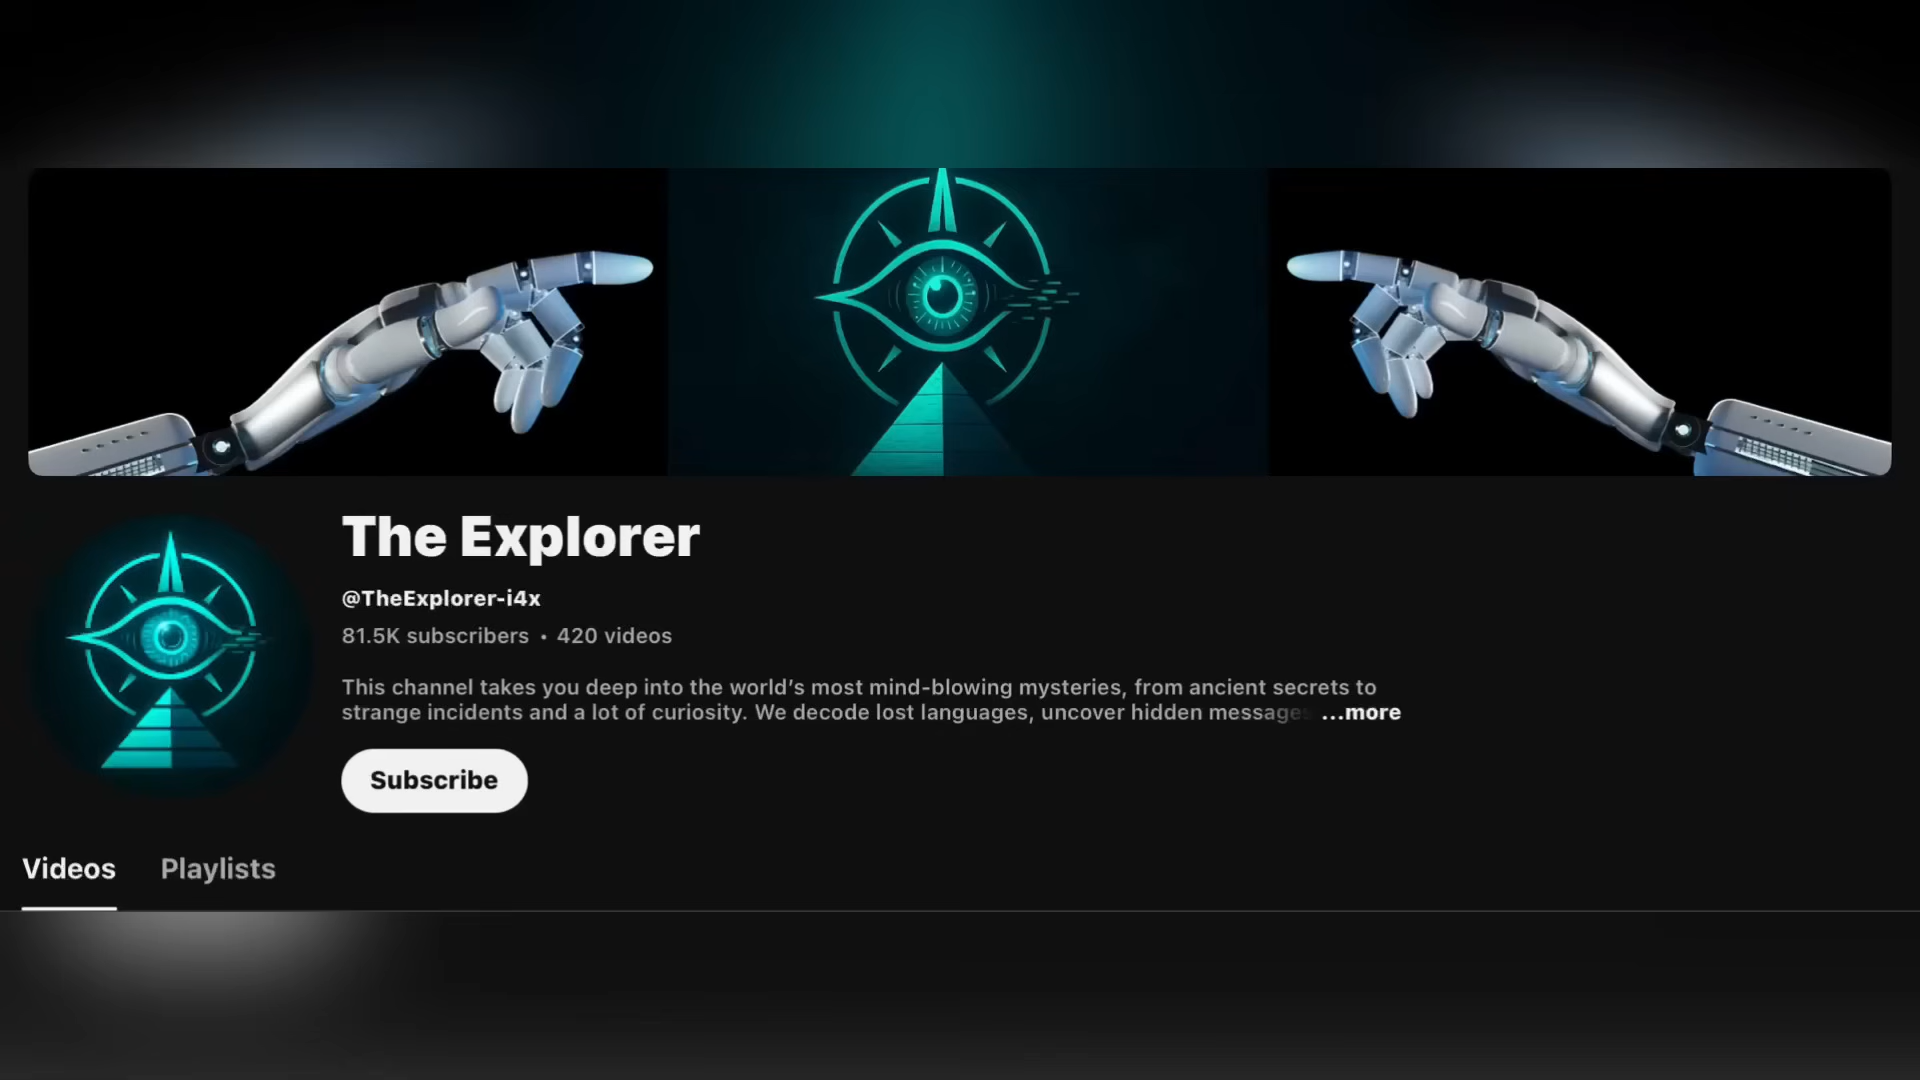 The Explorer
@TheExplorer-i4x
81.5K subscribers • 420 videos
This channel takes you deep into the world's most mind-blowing mysteries, from ancient secrets to
strange incidents and a lot of curiosity. We decode lost languages, uncover hidden messages ...more
Subscribe
Videos Playlists